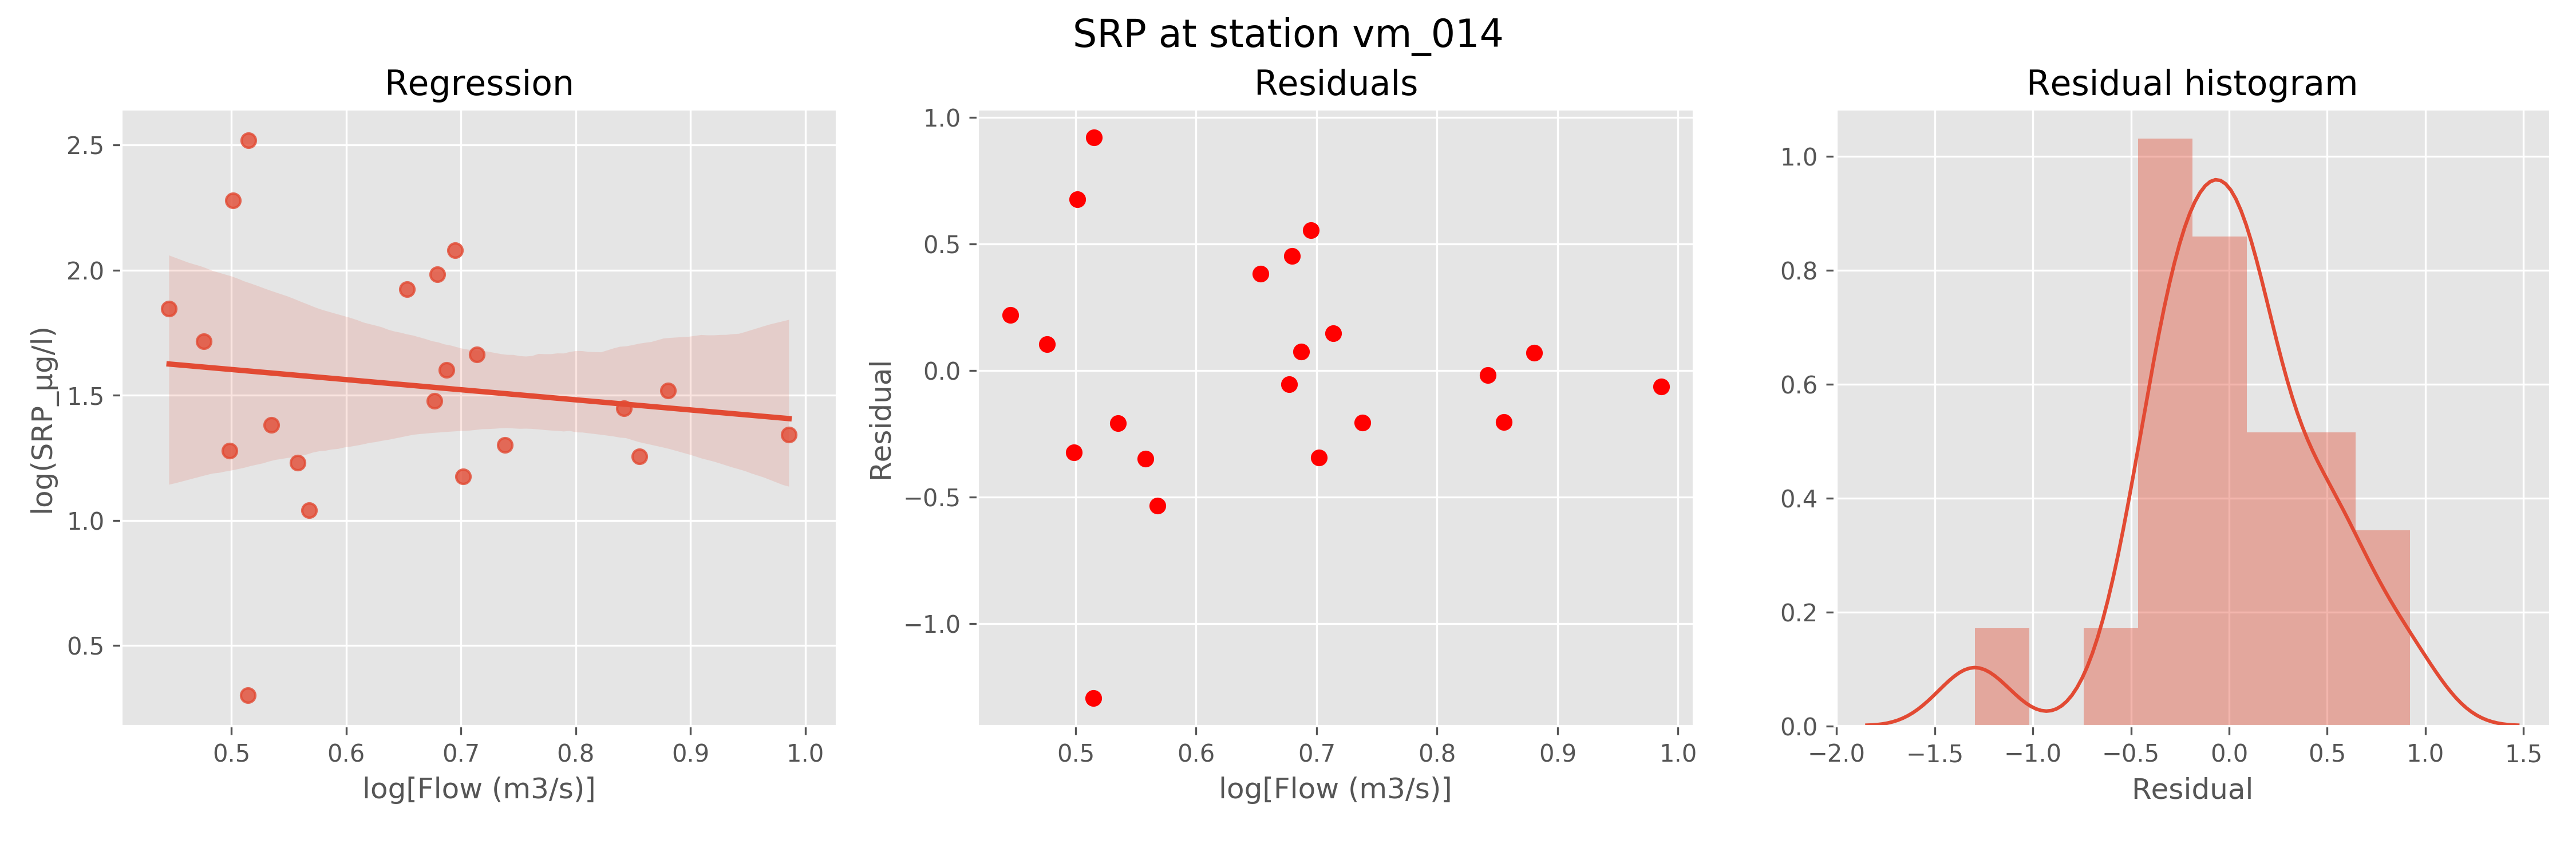 SRP at station vm_014
Regression
2.5
2.0
1.5
1.0
0.5
log(SRP_µg/l)
0.5 0.6 0.7 0.8 0.9 1.0
log[Flow (m3/s)]
Residuals
1.0
0.5
0.0
−0.5
−1.0
Residual
0.5 0.6 0.7 0.8 0.9 1.0
log[Flow (m3/s)]
Residual histogram
1.0
0.8
0.6
0.4
0.2
0.0
−2.0 −1.5 −1.0 −0.5 0.0 0.5 1.0 1.5
Residual